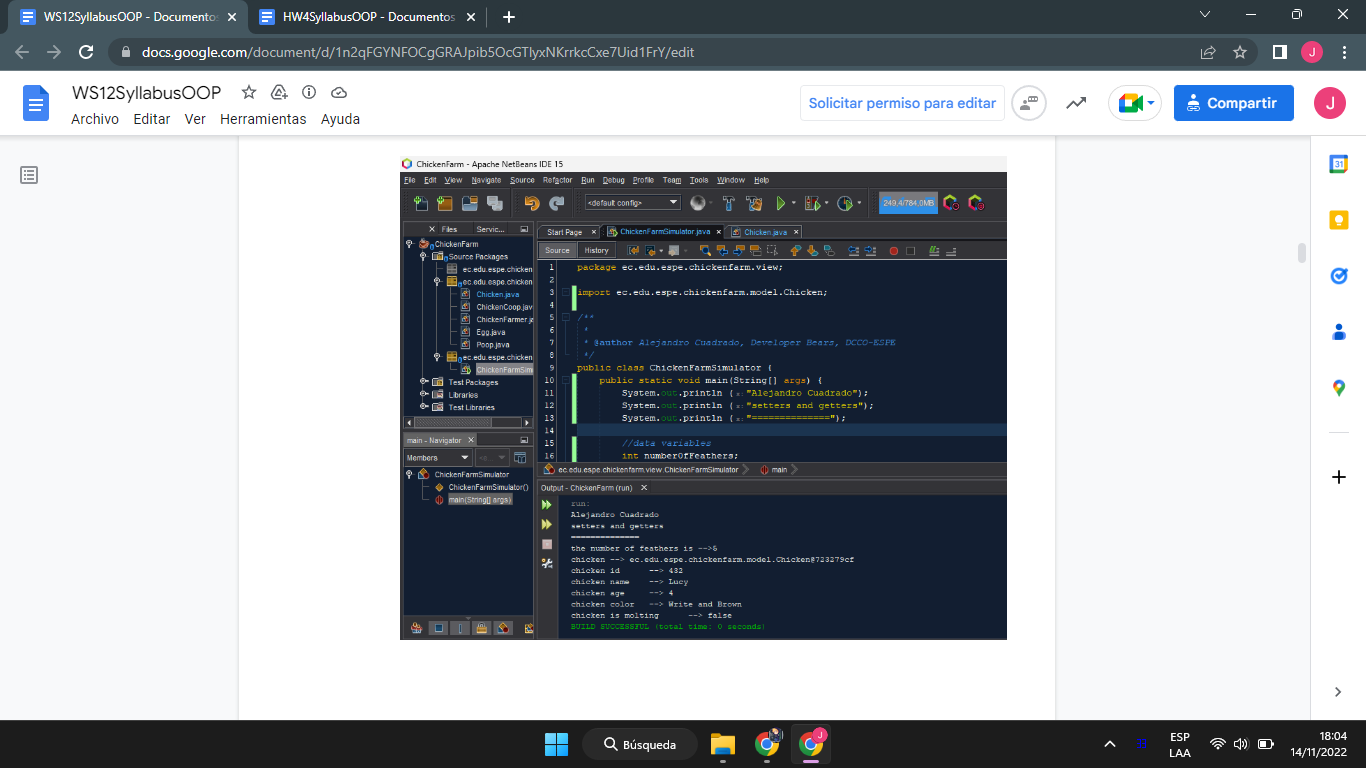 WS12SyllabusOOP - Documentos
HW4SyllabusOOP - Documentos
docs.google.com/document/d/1n2qFGYNFOCgGRAJpib5OcGTlyxNKrrkcCxe7Uid1FrY/edit
J
WS12SyllabusOOP
Archivo Editar Ver Herramientas Ayuda
Solicitar permiso para editar
Compartir
J
31
ChickenFarm - Apache NetBeans IDE 15
File Edit View Navigate Source Refactor Run Debug Profile Team Tools Window Help
<default config>
249,4/784,0MB
Files Servic...
Start Page ChickenFarmSimulator.java Chicken.java
Source History
ChickenFarm
Source Packages
ec.edu.espe.chicken
ec.edu.espe.chicken
Chicken.java
ChickenCoop.jav
ChickenFarmer.ja
Egg.java
Poop.java
ec.edu.espe.chicken
ChickenFarmSim
Test Packages
Libraries
Test Libraries
1 package ec.edu.espe.chickenfarm.view;
2
3 import ec.edu.espe.chickenfarm.model.Chicken;
4
5 /**
6 *
7 * @author Alejandro Cuadrado, Developer Bears, DCCO-ESPE
8 */
9 public class ChickenFarmSimulator {
10 public static void main(String[] args) {
11 System.out.println (x: "Alejandro Cuadrado");
12 System.out.println (x: "setters and getters");
13 System.out.println (x: "==============");
14
15 //data variables
16 int numberOfFeathers;
ec.edu.espe.chickenfarm.view.ChickenFarmSimulator main
main - Navigator
Members
ChickenFarmSimulator
ChickenFarmSimulator()
main(String[] args)
Output - ChickenFarm (run)
run:
Alejandro Cuadrado
setters and getters
==============
the number of feathers is -->5
chicken --> ec.edu.espe.chickenfarm.model.Chicken@723279cf
chicken id --> 432
chicken name --> Lucy
chicken age --> 4
chicken color --> Write and Brown
chicken is molting --> false
BUILD SUCCESSFUL (total time: 0 seconds)
Búsqueda
J
ESP
LAA
18:04
14/11/2022